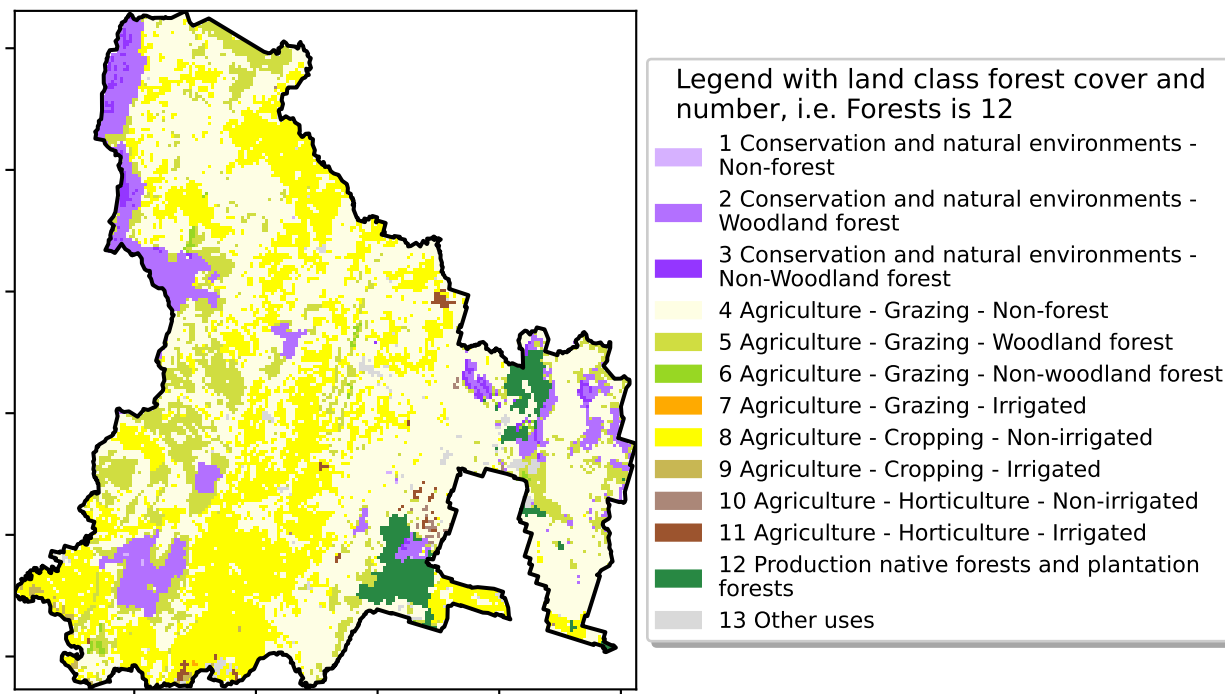 Legend with land class forest cover and
number, i.e. Forests is 12
1 Conservation and natural environments -
Non-forest
2 Conservation and natural environments -
Woodland forest
3 Conservation and natural environments -
Non-Woodland forest
4 Agriculture - Grazing - Non-forest
5 Agriculture - Grazing - Woodland forest
6 Agriculture - Grazing - Non-woodland forest
7 Agriculture - Grazing - Irrigated
8 Agriculture - Cropping - Non-irrigated
9 Agriculture - Cropping - Irrigated
10 Agriculture - Horticulture - Non-irrigated
11 Agriculture - Horticulture - Irrigated
12 Production native forests and plantation
forests
13 Other uses